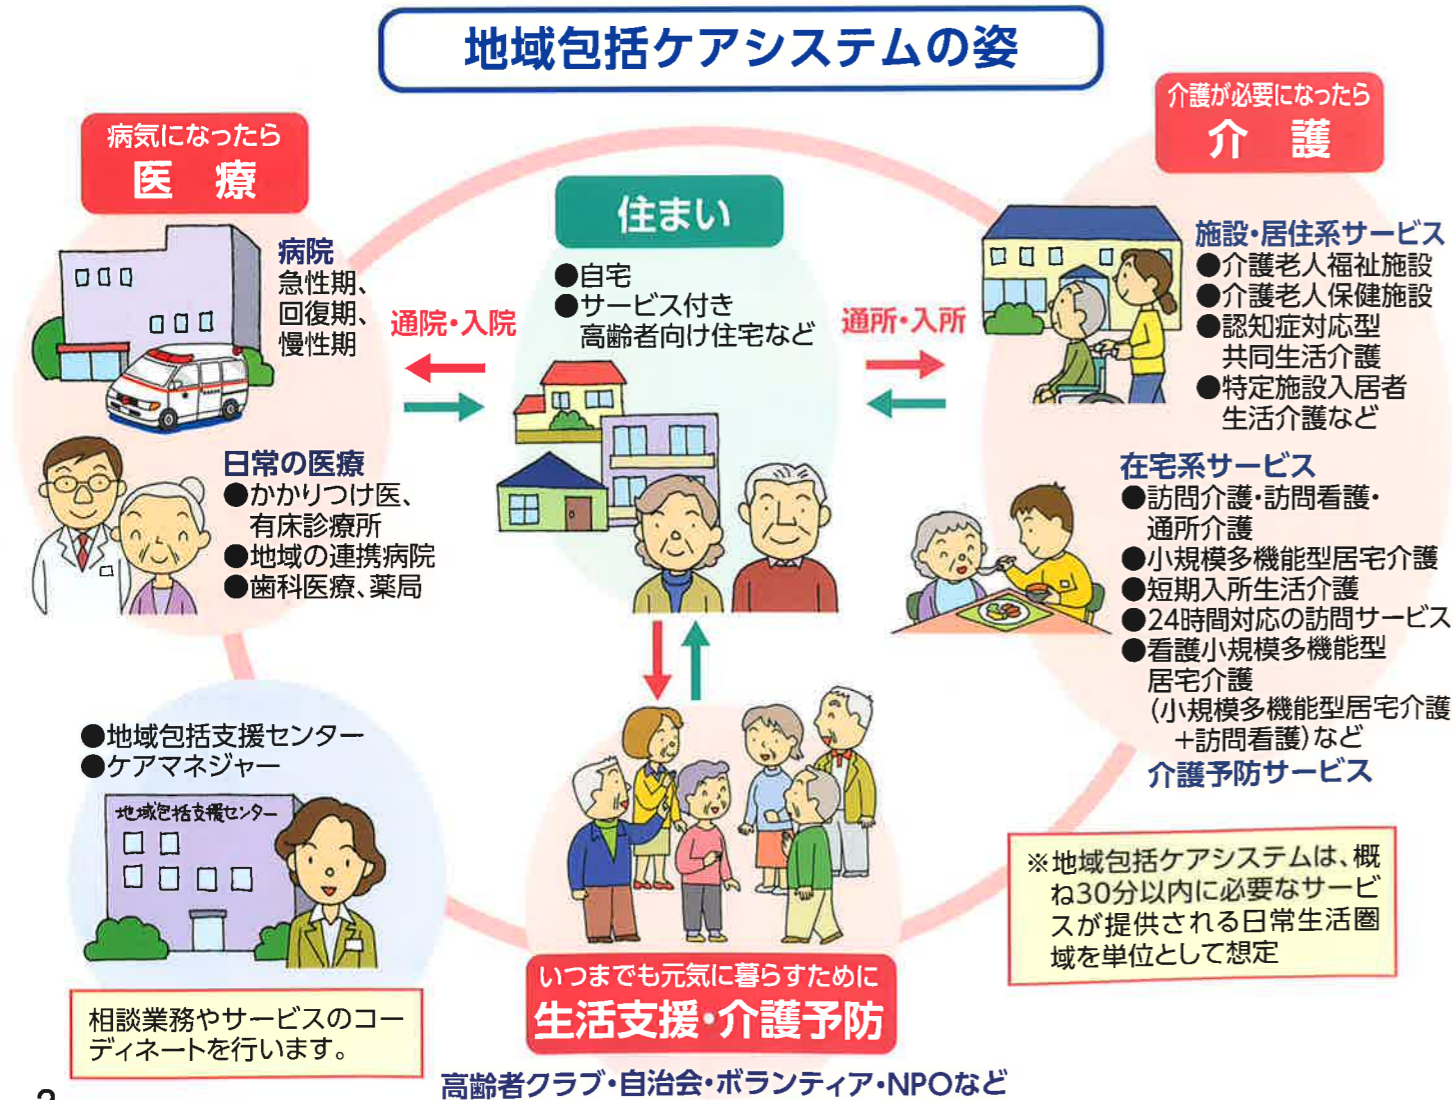 地域包括ケアシステムの姿
病気になったら
医 療
病院
急性期、
回復期、
慢性期
日常の医療
●かかりつけ医、
有床診療所
●地域の連携病院
●歯科医療、薬局
通院・入院
住まい
●自宅
●サービス付き
高齢者向け住宅など
通所・入所
介護が必要になったら
介 護
施設・居住系サービス
●介護老人福祉施設
●介護老人保健施設
●認知症対応型
共同生活介護
●特定施設入居者
生活介護など
在宅系サービス
●訪問介護・訪問看護・
通所介護
●小規模多機能型居宅介護
●短期入所生活介護
●24時間対応の訪問サービス
●看護小規模多機能型
居宅介護
(小規模多機能型居宅介護
+訪問看護)など
介護予防サービス
●地域包括支援センター
●ケアマネジャー
地域包括支援センター
相談業務やサービスのコー
ディネートを行います。
いつまでも元気に暮らすために
生活支援・介護予防
高齢者クラブ・自治会・ボランティア・NPOなど
※地域包括ケアシステムは、概
ね30分以内に必要なサービ
スが提供される日常生活圏
域を単位として想定